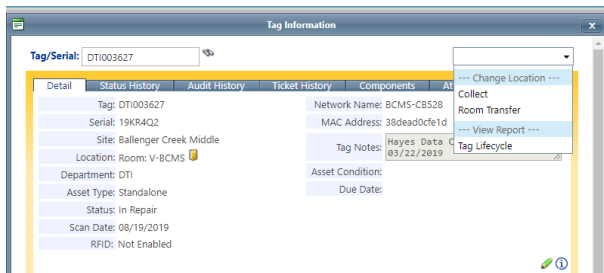 Tag Information
x
Tag/Serial: DTI003627
--- Change Location ---
Collect
Room Transfer
--- View Report ---
Tag Lifecycle
Detail Status History Audit History Ticket History Components
Tag: DTI003627
Serial: 19KR4Q2
Site: Ballenger Creek Middle
Location: Room: V-BCMS
Department: DTI
Asset Type: Standalone
Status: In Repair
Scan Date: 08/19/2019
RFID: Not Enabled
Network Name: BCMS-CB528
MAC Address: 38dead0cfe1d
Tag Notes: Hayes Data
03/22/2019
Asset Condition:
Due Date: